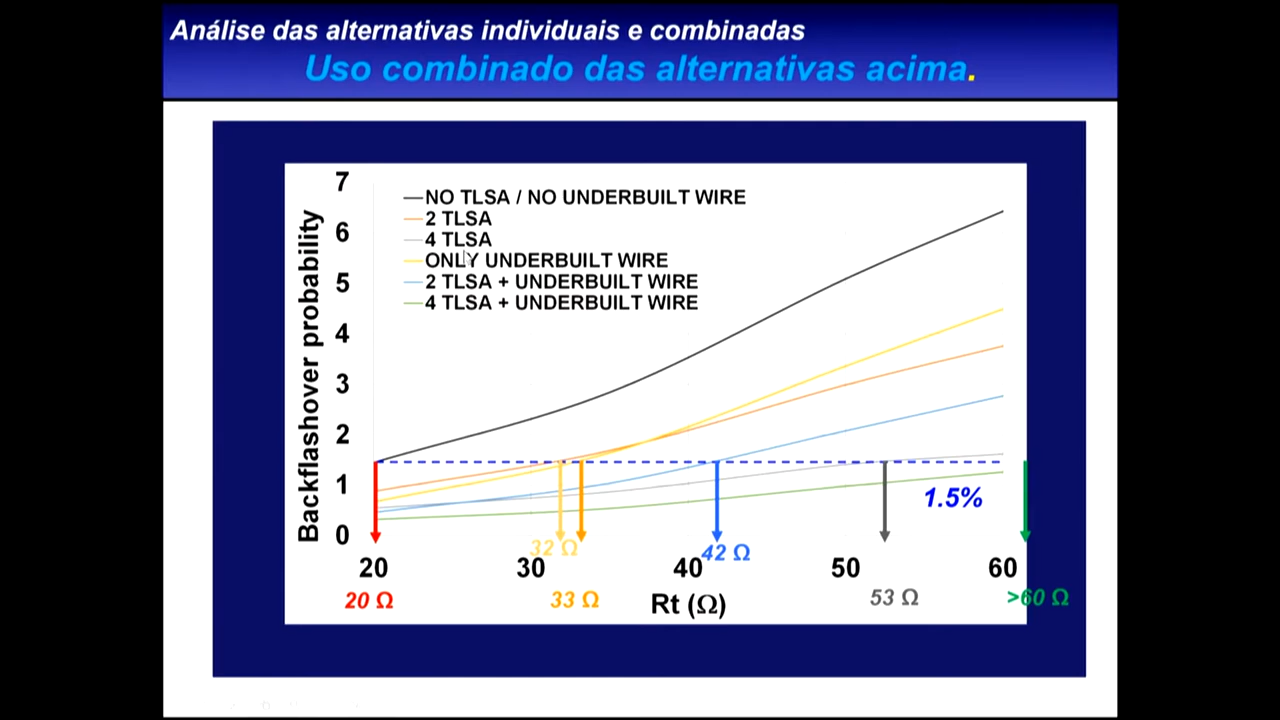 Análise das alternativas individuais e combinadas
Uso combinado das alternativas acima.
Backflashover probability
7
6
5
4
3
2
1
0
NO TLSA / NO UNDERBUILT WIRE
2 TLSA
4 TLSA
ONLY UNDERBUILT WIRE
2 TLSA + UNDERBUILT WIRE
4 TLSA + UNDERBUILT WIRE
1.5%
32 Ω
42 Ω
20 30 40 50 60
20 Ω
33 Ω
Rt (Ω)
53 Ω
>60 Ω